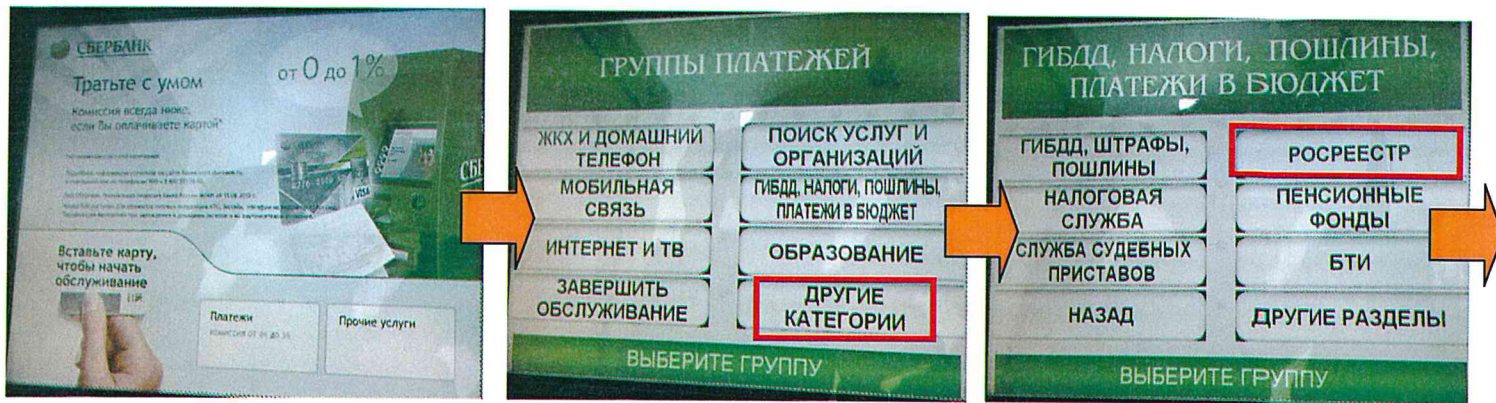 СБЕРБАНК
Тратьте с умом
от 0 до 1%
Комиссия всегда ниже,
если Вы оплачиваете картой*
СБЕ
VISA
Вставьте карту,
чтобы начать
обслуживание
Платежи
Прочие услуги
ГРУППЫ ПЛАТЕЖЕЙ
ЖКХ И ДОМАШНИЙ
ТЕЛЕФОН
ПОИСК УСЛУГ И
ОРГАНИЗАЦИЙ
МОБИЛЬНАЯ
СВЯЗЬ
ГИБДД, НАЛОГИ, ПОШЛИНЫ,
ПЛАТЕЖИ В БЮДЖЕТ
ИНТЕРНЕТ И ТВ
ОБРАЗОВАНИЕ
ЗАВЕРШИТЬ
ОБСЛУЖИВАНИЕ
ДРУГИЕ
КАТЕГОРИИ
ВЫБЕРИТЕ ГРУППУ
ГИБДД, НАЛОГИ, ПОШЛИНЫ,
ПЛАТЕЖИ В БЮДЖЕТ
ГИБДД, ШТРАФЫ,
ПОШЛИНЫ
РОСРЕЕСТР
НАЛОГОВАЯ
СЛУЖБА
ПЕНСИОННЫЕ
ФОНДЫ
СЛУЖБА СУДЕБНЫХ
ПРИСТАВОВ
БТИ
НАЗАД
ДРУГИЕ РАЗДЕЛЫ
ВЫБЕРИТЕ ГРУППУ